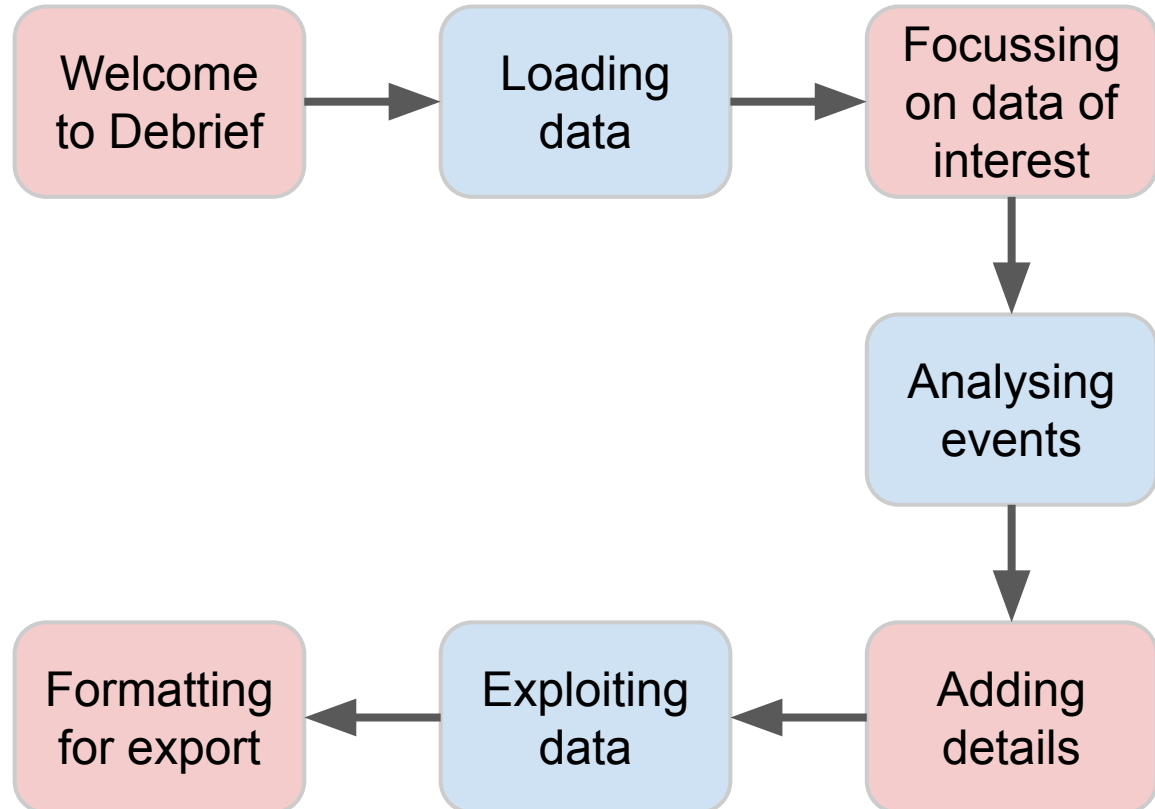 Welcome
to Debrief
Loading
data
Focussing
on data of
interest
Analysing
events
Adding
details
Exploiting
data
Formatting
for export